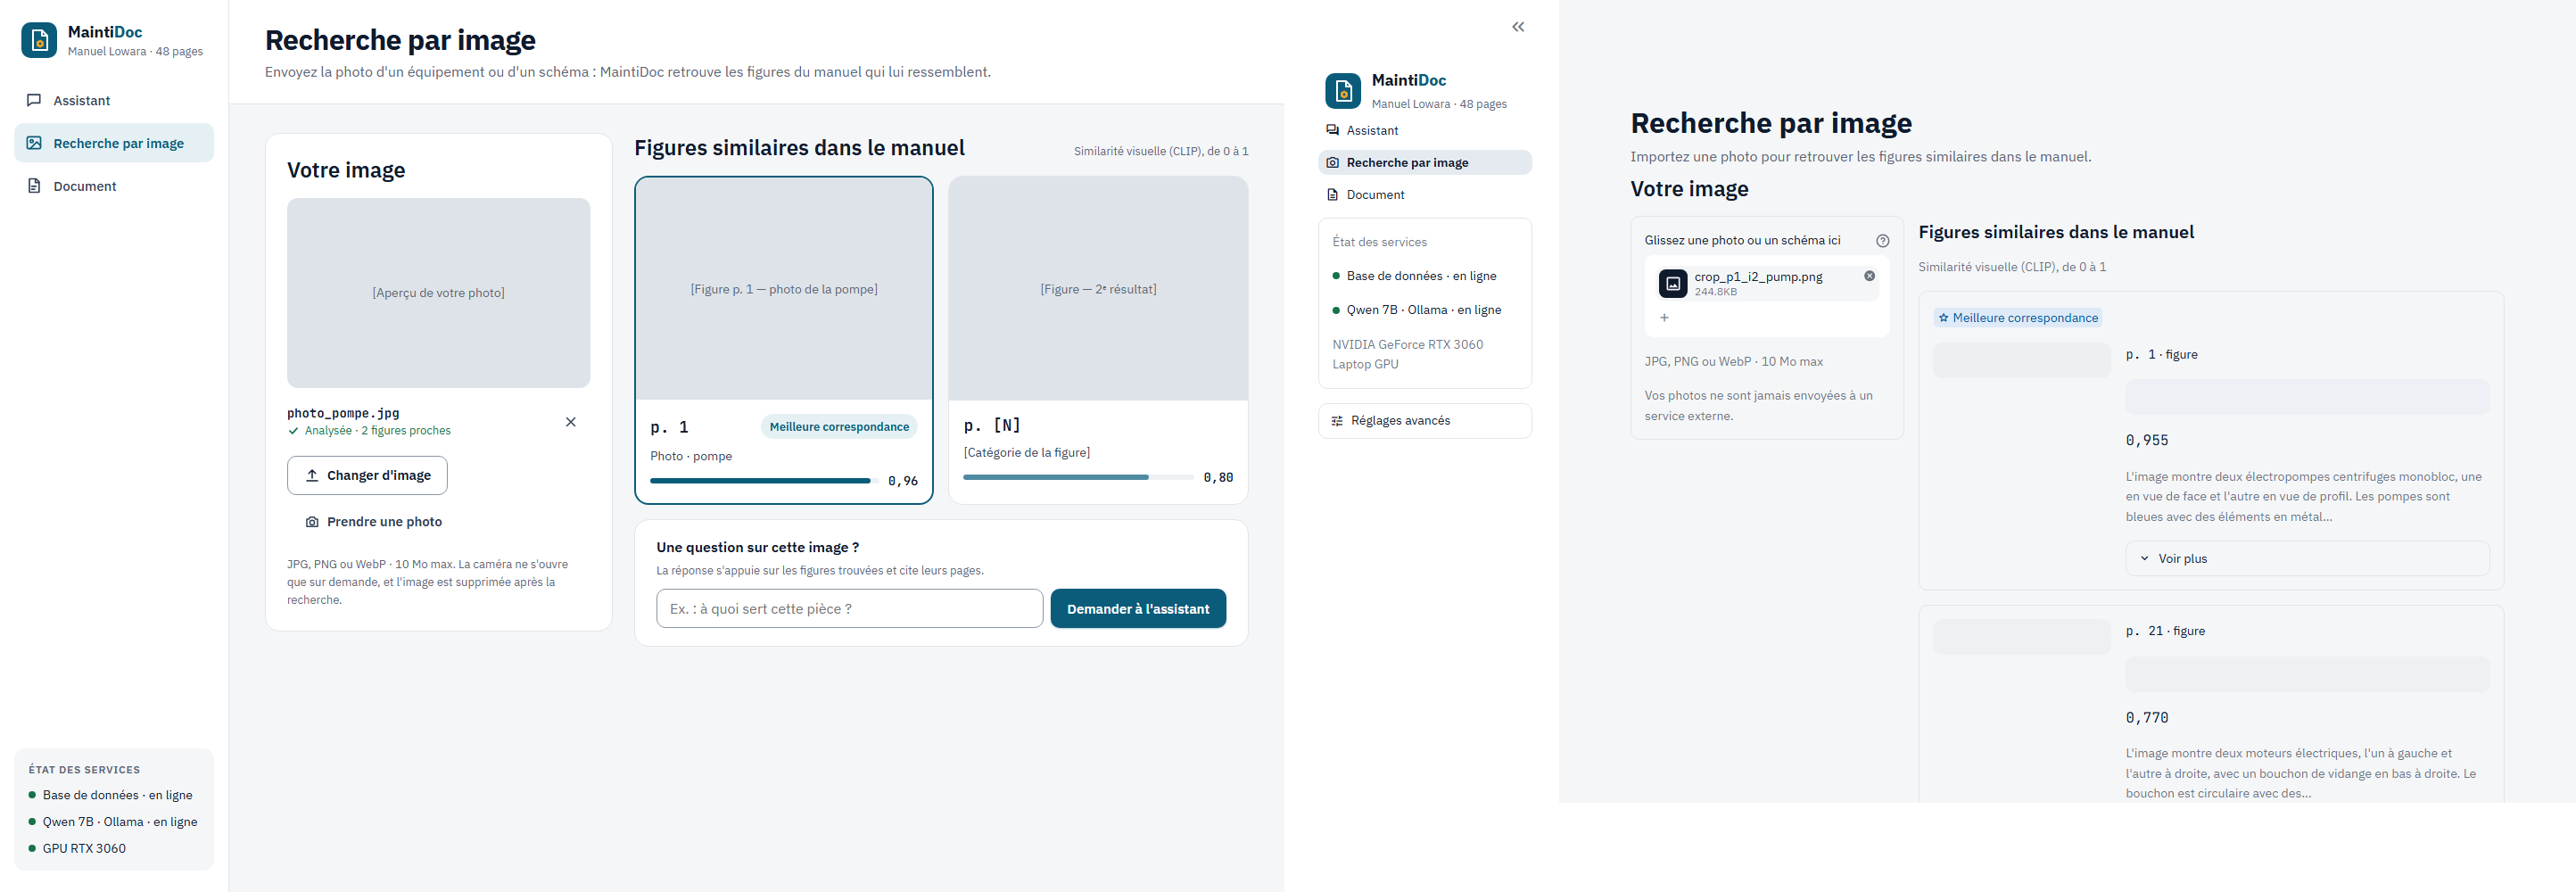 MaintiDoc
Manuel Lowara · 48 pages
Assistant
Recherche par image
Document
ÉTAT DES SERVICES
Base de données · en ligne
Qwen 7B · Ollama · en ligne
GPU RTX 3060
Recherche par image
Envoyez la photo d'un équipement ou d'un schéma : MaintiDoc retrouve les figures du manuel qui lui ressemblent.
Votre image
[Aperçu de votre photo]
photo_pompe.jpg
Analysée · 2 figures proches
Changer d'image
Prendre une photo
JPG, PNG ou WebP · 10 Mo max. La caméra ne s'ouvre
que sur demande, et l'image est supprimée après la
recherche.
Figures similaires dans le manuel
Similarité visuelle (CLIP), de 0 à 1
[Figure p. 1 — photo de la pompe]
p. 1
Meilleure correspondance
Photo · pompe
0,96
[Figure — 2ᵉ résultat]
p. [N]
[Catégorie de la figure]
0,80
Une question sur cette image ?
La réponse s'appuie sur les figures trouvées et cite leurs pages.
Ex. : à quoi sert cette pièce ?
Demander à l'assistant
MaintiDoc
Manuel Lowara · 48 pages
Assistant
Recherche par image
Document
État des services
Base de données · en ligne
Qwen 7B · Ollama · en ligne
NVIDIA GeForce RTX 3060
Laptop GPU
Réglages avancés
Recherche par image
Importez une photo pour retrouver les figures similaires dans le manuel.
Votre image
Glissez une photo ou un schéma ici
crop_p1_i2_pump.png
244.8KB
JPG, PNG ou WebP · 10 Mo max
Vos photos ne sont jamais envoyées à un
service externe.
Figures similaires dans le manuel
Similarité visuelle (CLIP), de 0 à 1
Meilleure correspondance
p. 1 · figure
0,955
L'image montre deux électropompes centrifuges monobloc, une
en vue de face et l'autre en vue de profil. Les pompes sont
bleues avec des éléments en métal…
Voir plus
p. 21 · figure
0,770
L'image montre deux moteurs électriques, l'un à gauche et
l'autre à droite, avec un bouchon de vidange en bas à droite. Le
bouchon est circulaire avec des…